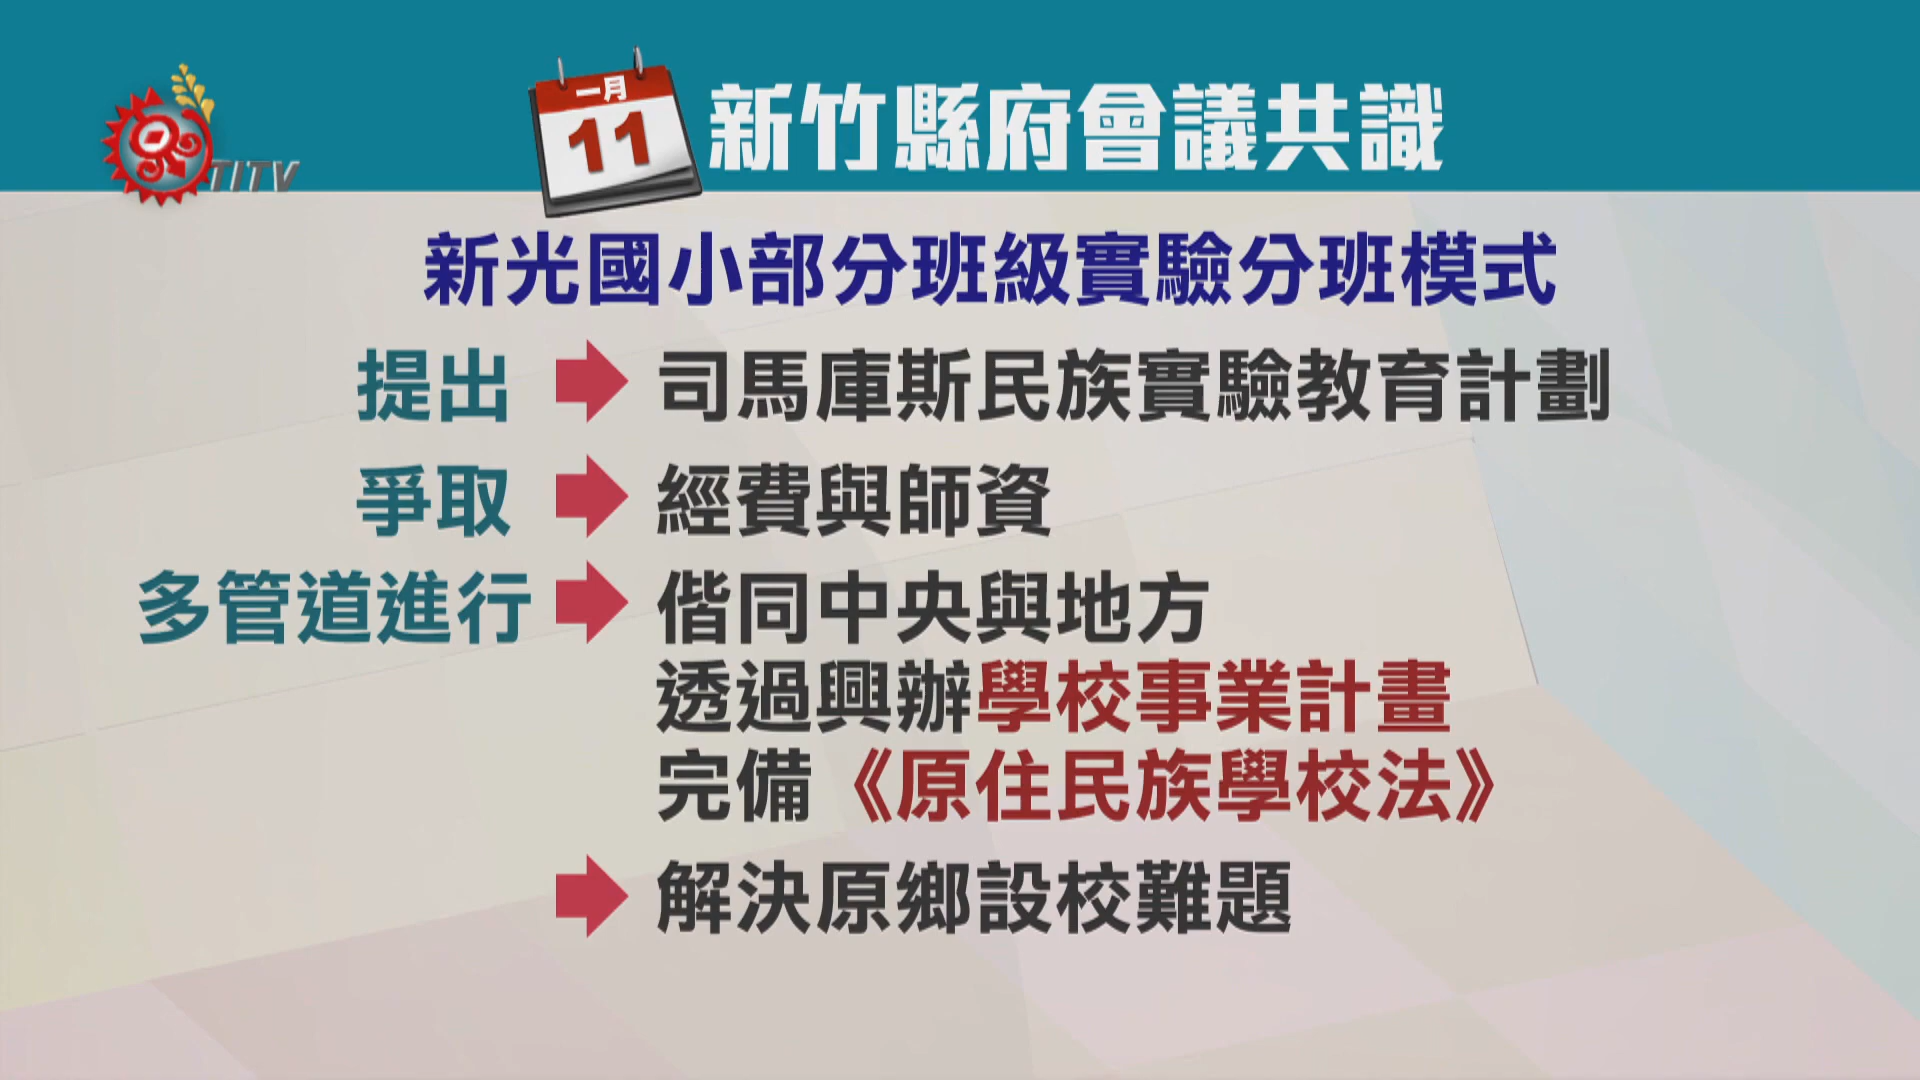 TITV
一月
11
新竹縣府會議共識
新光國小部分班級實驗分班模式
提出 司馬庫斯民族實驗教育計劃
爭取 經費與師資
多管道進行 偕同中央與地方
透過興辦學校事業計畫
完備《原住民族學校法》
解決原鄉設校難題